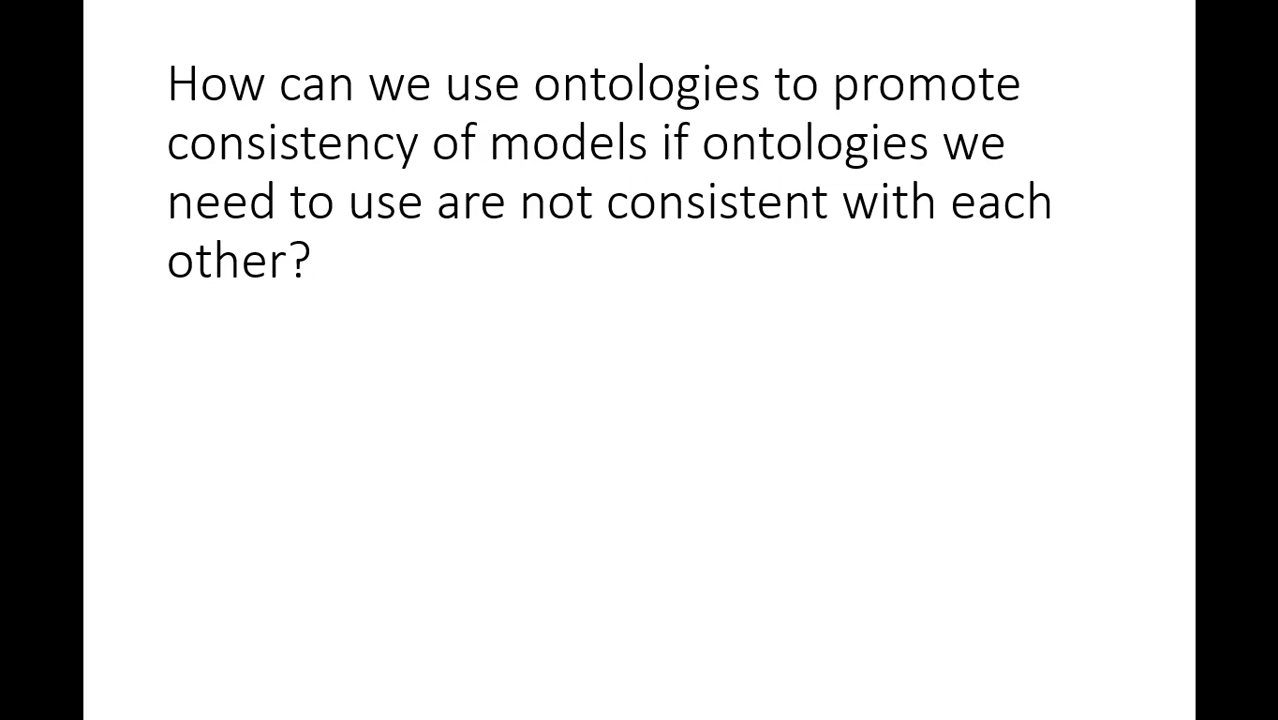 How can we use ontologies to promote
consistency of models if ontologies we
need to use are not consistent with each
other?